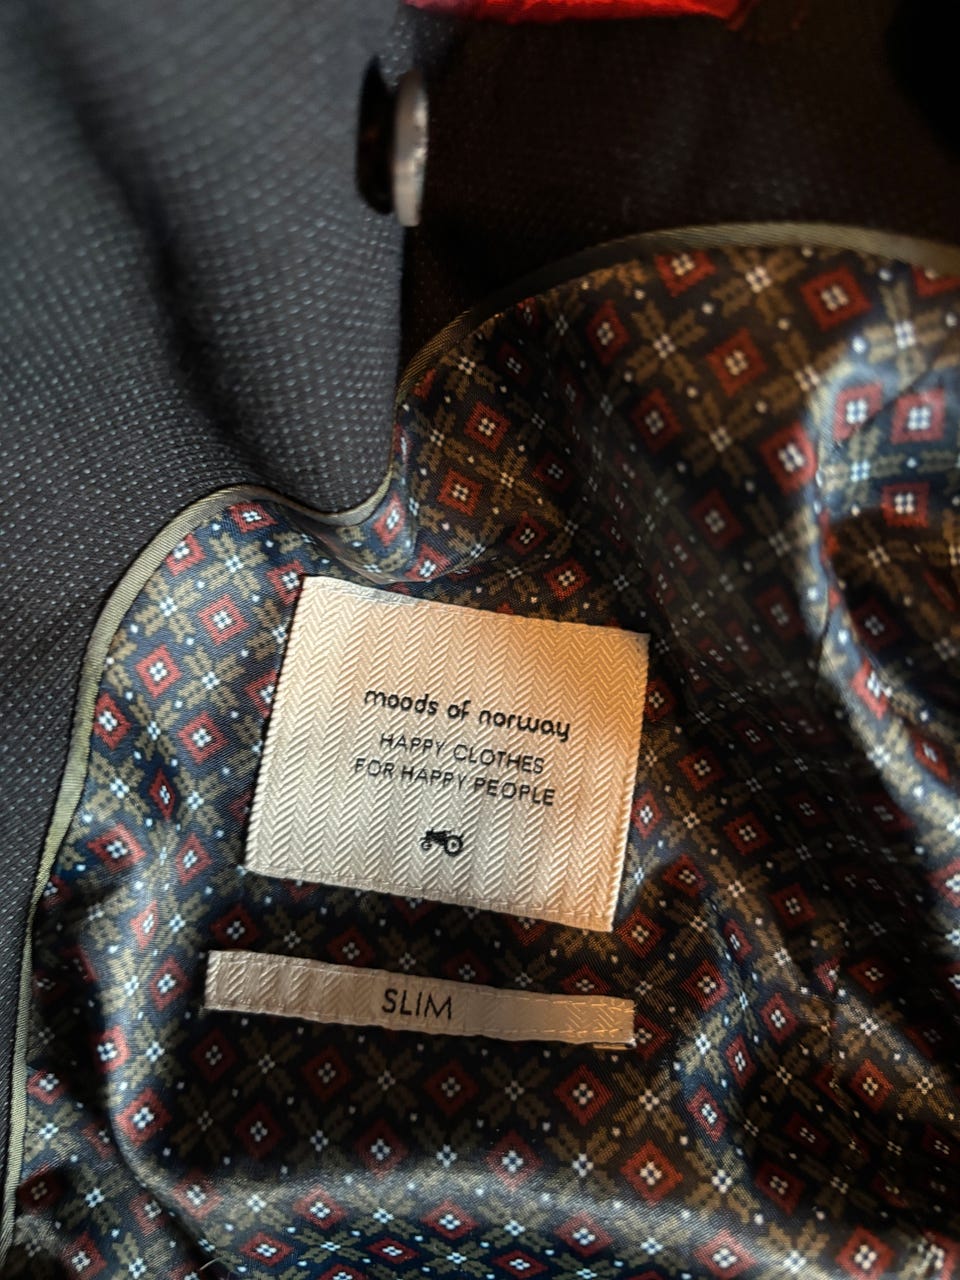 moods of norway
HAPPY CLOTHES
FOR HAPPY PEOPLE
SLIM